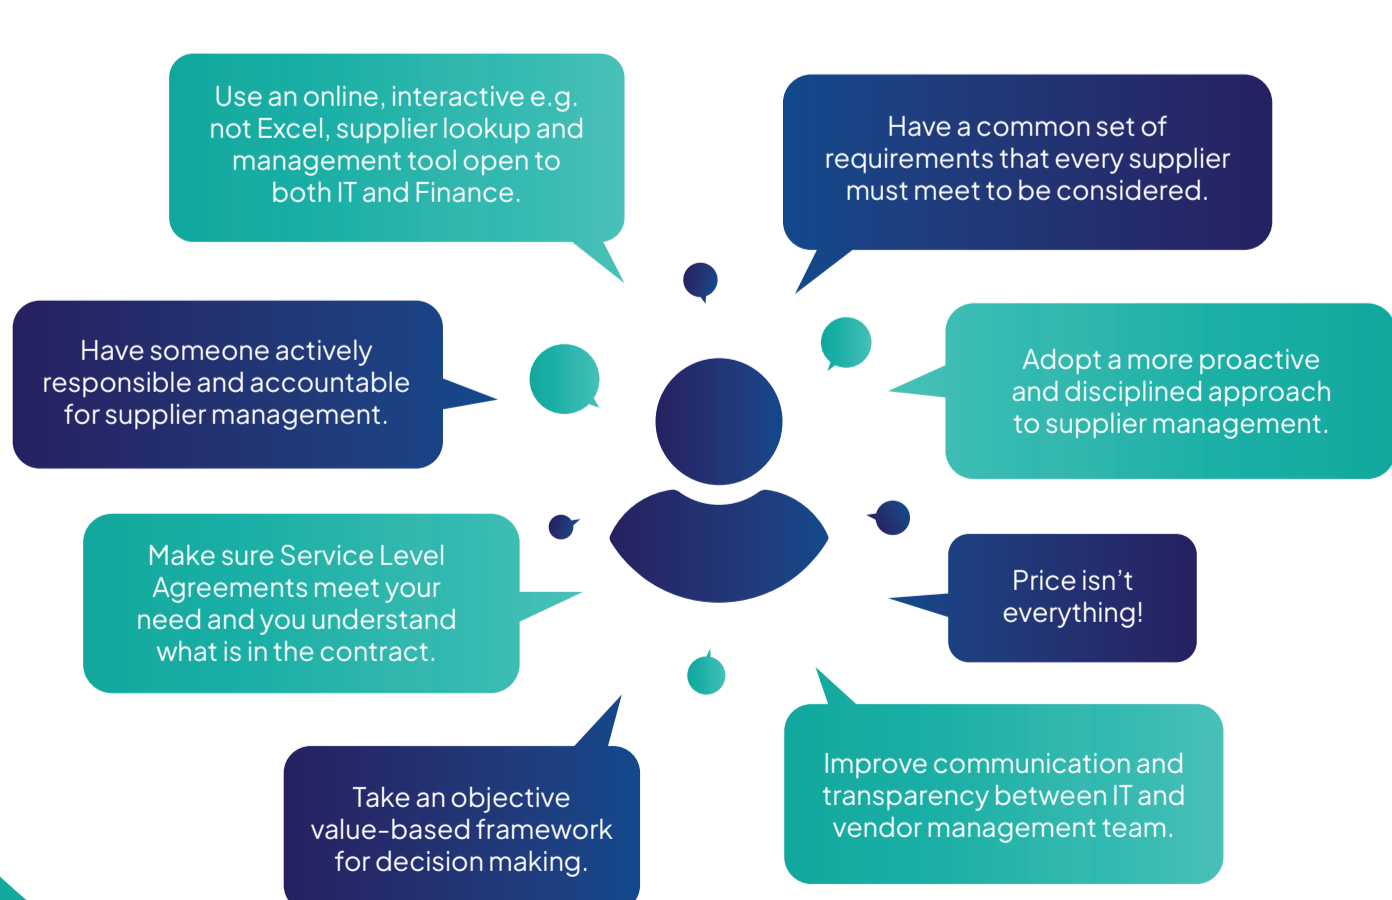 Use an online, interactive e.g.
not Excel, supplier lookup and
management tool open to
both IT and Finance.
Have a common set of
requirements that every supplier
must meet to be considered.
Have someone actively
responsible and accountable
for supplier management.
Adopt a more proactive
and disciplined approach
to supplier management.
Make sure Service Level
Agreements meet your
need and you understand
what is in the contract.
Price isn't
everything!
Take an objective
value-based framework
for decision making.
Improve communication and
transparency between IT and
vendor management team.